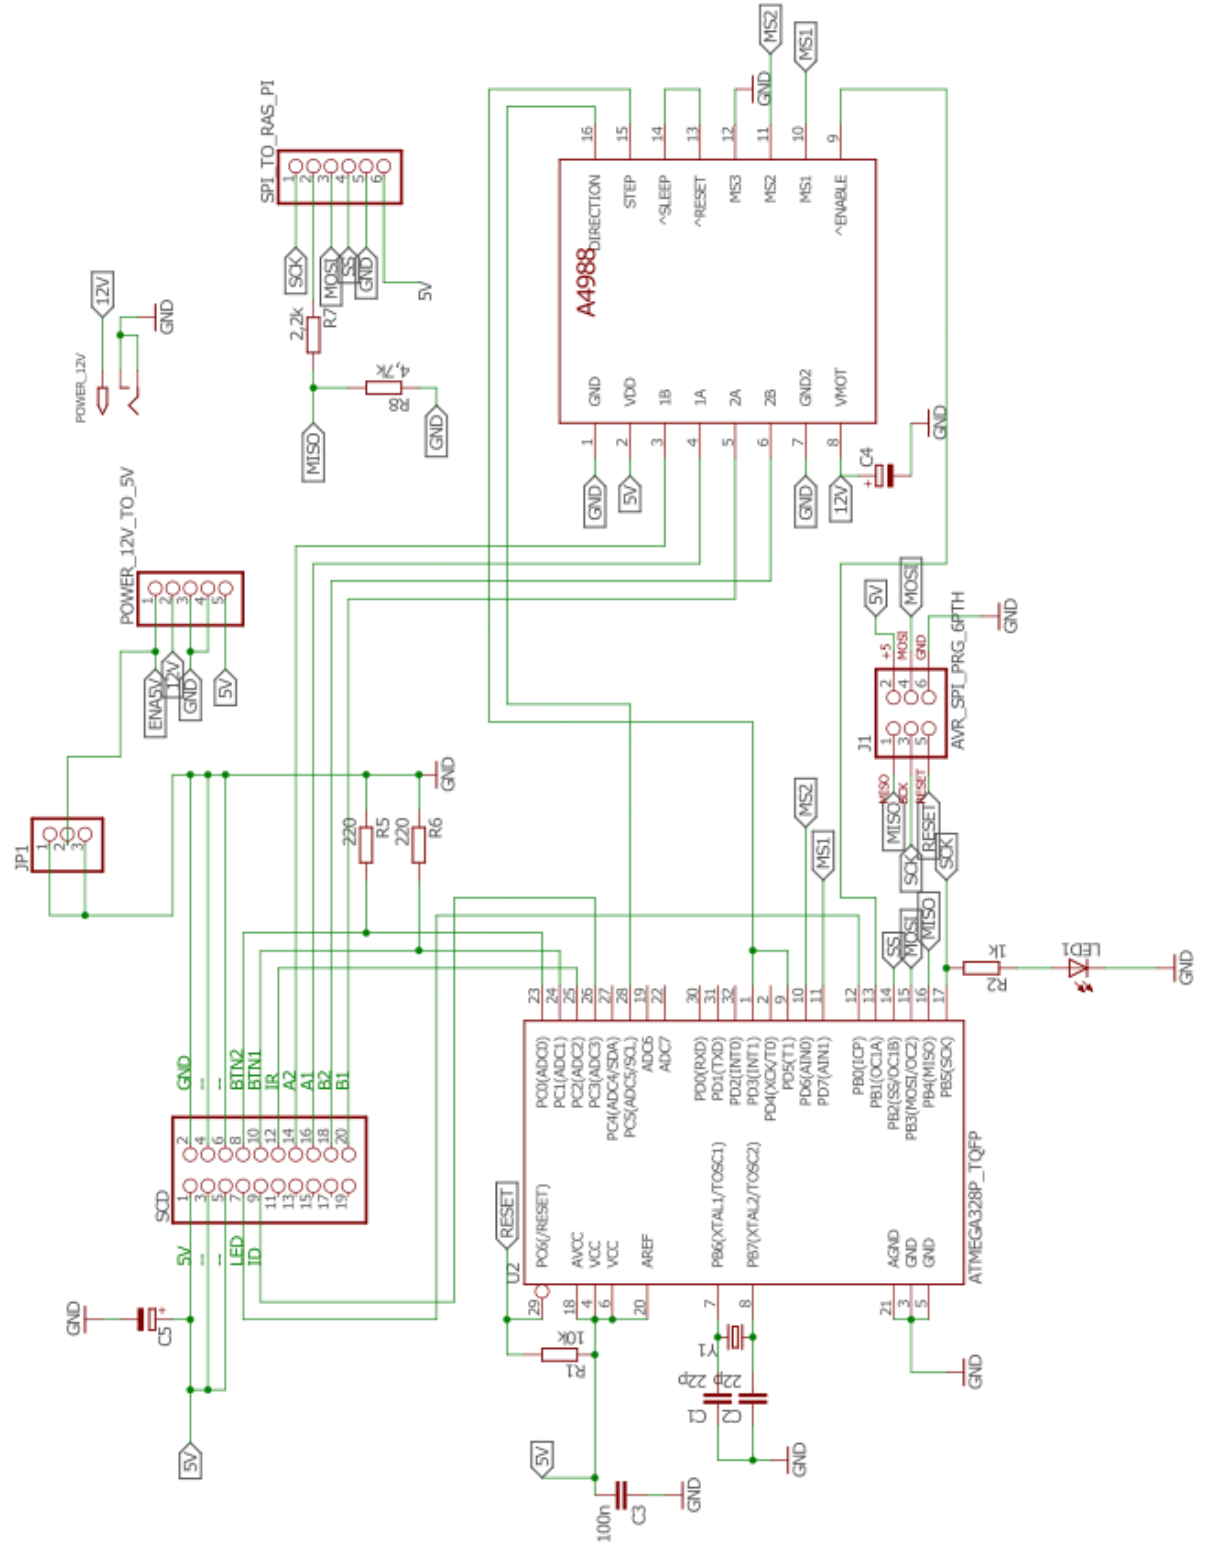 MS2
MS1
GND
SPI_TO_RAS_PI
1
2
3
4
5
6
SCK
MOSI
SS
GND
5V
2,2k
R7
4,7k
R8
MISO
GND
12V
GND
POWER_12V
POWER_12V_TO_5V
1
2
3
4
5
ENA5V
12V
GND
5V
16
15
14
13
12
11
10
9
DIRECTION
STEP
^SLEEP
^RESET
MS3
MS2
MS1
^ENABLE
A4988
GND
VDD
1B
1A
2A
2B
GND2
VMOT
1
2
3
4
5
6
7
8
GND
5V
GND
12V
C4
+
GND
JP1
1
2
3
GND
220
R5
220
R6
5V
MOSI
GND
+5
MOSI
GND
2
4
6
1
3
5
J1
AVR_SPI_PRG_6PTH
MISO
SCK
RESET
MISO
SCK
RESET
SCK
MS2
MS1
SS
MOSI
MISO
1k
R2
LED1
GND
GND
--
--
BTN2
BTN1
IR
A2
A1
B2
B1
2
4
6
8
10
12
14
16
18
20
1
3
5
7
9
11
13
15
17
19
SCD
5V
--
--
LED
ID
GND
C5
+
5V
23
24
25
26
27
28
19
22
30
31
32
1
2
9
10
11
12
13
14
15
16
17
PC0(ADC0)
PC1(ADC1)
PC2(ADC2)
PC3(ADC3)
PC4(ADC4/SDA)
PC5(ADC5/SCL)
ADC6
ADC7
PD0(RXD)
PD1(TXD)
PD2(INT0)
PD3(INT1)
PD4(XCK/T0)
PD5(T1)
PD6(AIN0)
PD7(AIN1)
PB0(ICP)
PB1(OC1A)
PB2(SS/OC1B)
PB3(MOSI/OC2)
PB4(MISO)
PB5(SCK)
RESET
U2
PC6(/RESET)
AVCC
VCC
VCC
AREF
PB6(XTAL1/TOSC1)
PB7(XTAL2/TOSC2)
AGND
GND
GND
ATMEGA328P_TQFP
29
18
4
6
20
7
8
21
3
5
10k
R1
Y1
22p
22p
C1
C2
GND
GND
5V
100n
C3
GND